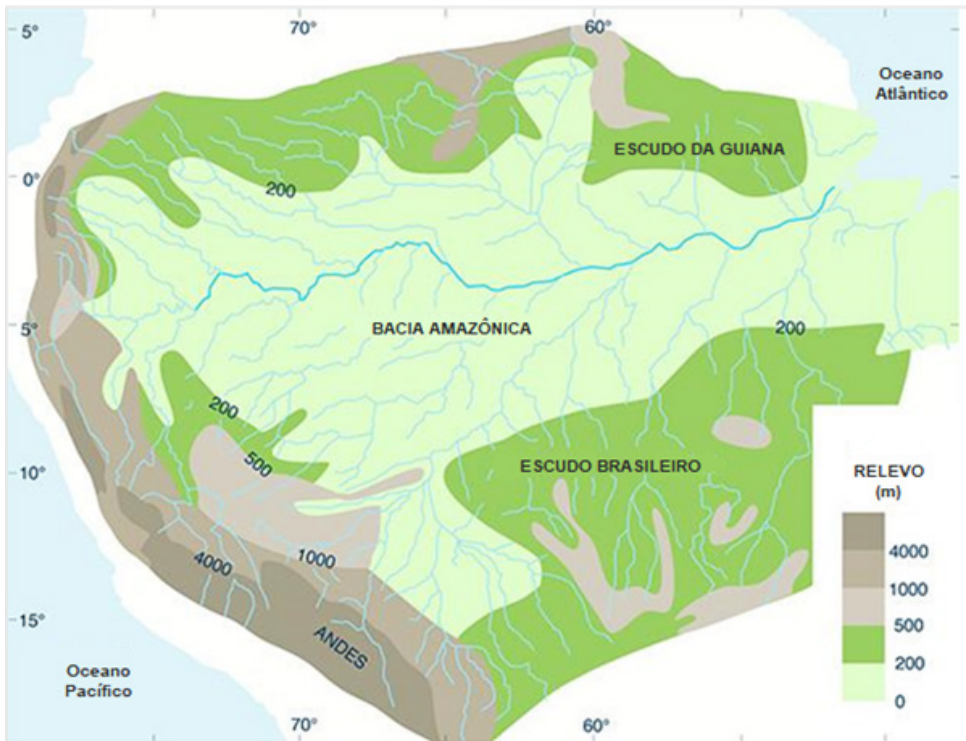 70°
60°
5°
Oceano
Atlântico
ESCUDO DA GUIANA
0°
200
BACIA AMAZÔNICA
5°
200
200
500
ESCUDO BRASILEIRO
10°
RELEVO
(m)
1000
4000
4000
1000
500
200
0
15°
ANDES
Oceano
Pacífico
70°
60°